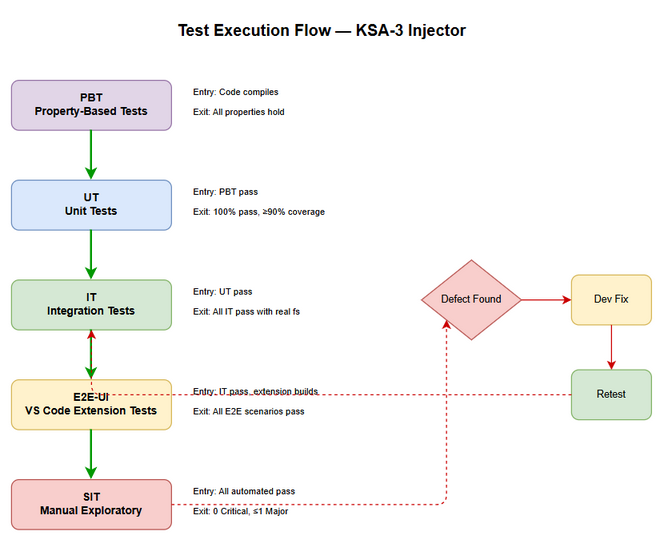 Test Execution Flow — KSA-3 Injector
PBT
Property-Based Tests
Entry: Code compiles
Exit: All properties hold
UT
Unit Tests
Entry: PBT pass
Exit: 100% pass, ≥90% coverage
IT
Integration Tests
Entry: UT pass
Exit: All IT pass with real fs
Defect Found
Dev Fix
E2E-UI
VS Code Extension Tests
Entry: IT pass, extension builds
Exit: All E2E scenarios pass
Retest
SIT
Manual Exploratory
Entry: All automated pass
Exit: 0 Critical, ≤1 Major